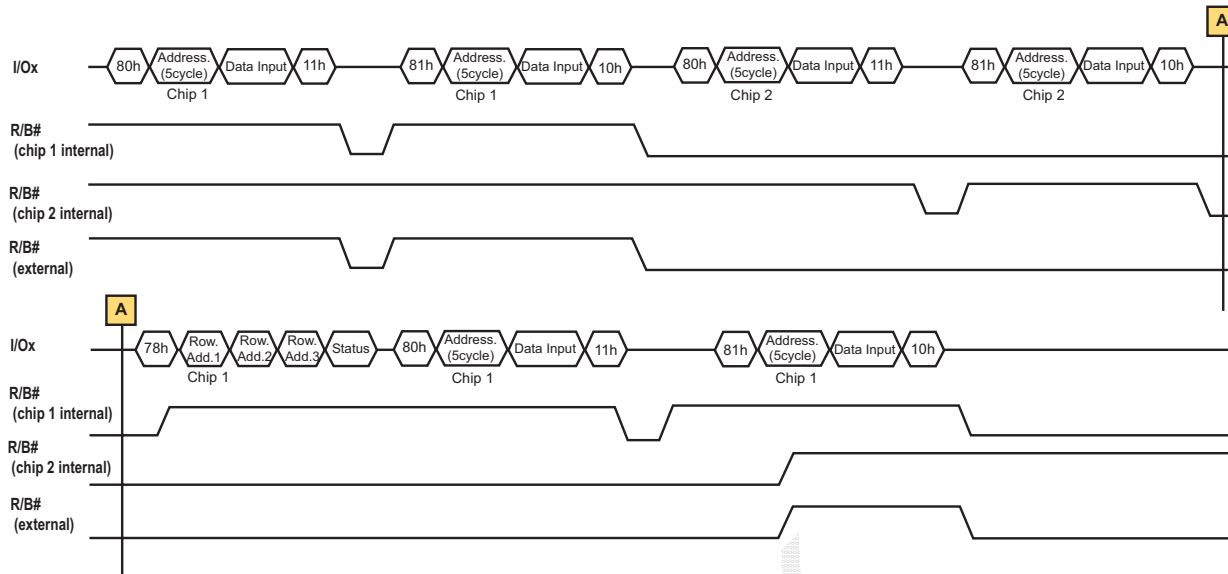 A
I/Ox
80h Address. (5cycle) Data Input 11h 81h Address. (5cycle) Data Input 10h 80h Address. (5cycle) Data Input 11h 81h Address. (5cycle) Data Input 10h
Chip 1 Chip 1 Chip 2 Chip 2
R/B#
(chip 1 internal)
R/B#
(chip 2 internal)
R/B#
(external)
A
I/Ox
78h Row. Add.1 Row. Add.2 Row. Add.3 Status 80h Address. (5cycle) Data Input 11h 81h Address. (5cycle) Data Input 10h
Chip 1 Chip 1 Chip 1
R/B#
(chip 1 internal)
R/B#
(chip 2 internal)
R/B#
(external)